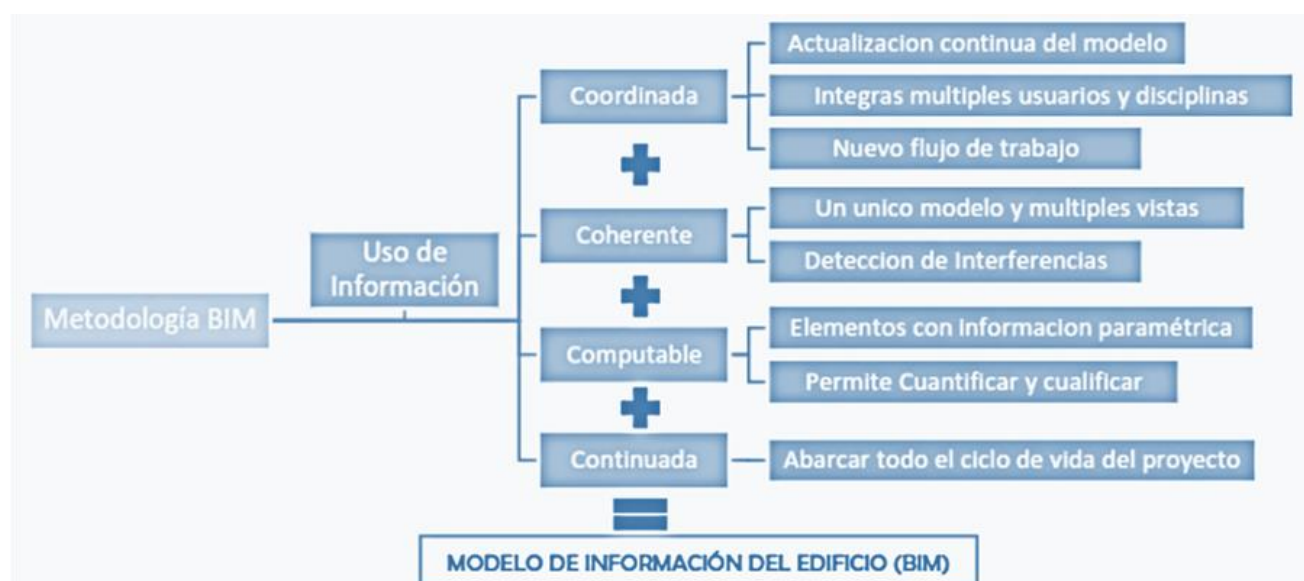 Metodología BIM
Uso de
Información
Coordinada
Actualizacion continua del modelo
Integras multiples usuarios y disciplinas
Nuevo flujo de trabajo
Coherente
Un unico modelo y multiples vistas
Deteccion de Interferencias
Computable
Elementos con informacion paramétrica
Permite Cuantificar y cualificar
Continuada
Abarcar todo el ciclo de vida del proyecto
MODELO DE INFORMACIÓN DEL EDIFICIO (BIM)